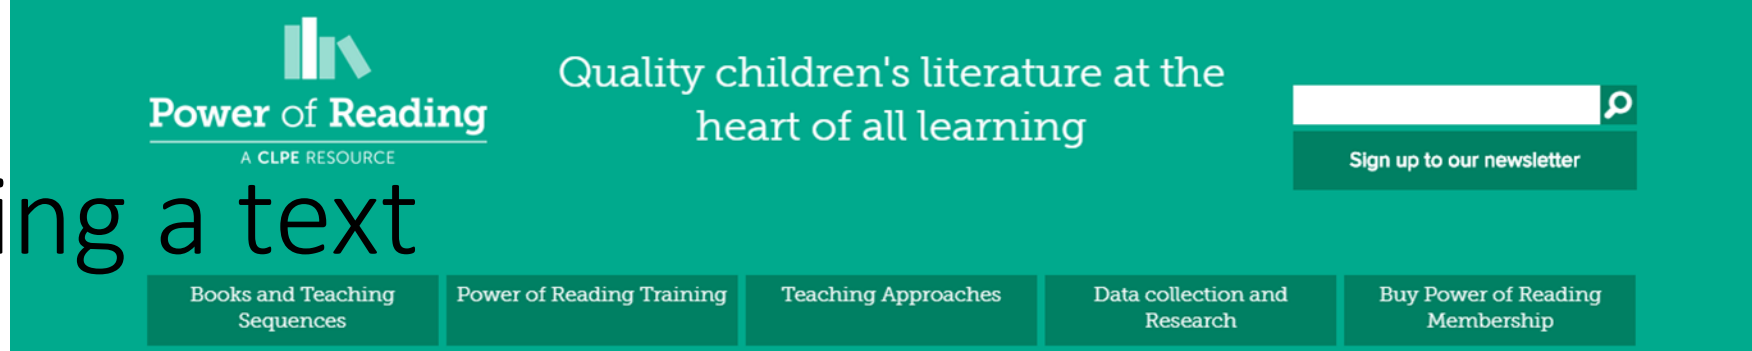 Power of Reading
A CLPE RESOURCE
Quality children's literature at the
heart of all learning
Sign up to our newsletter
a text
Books and Teaching
Sequences
Power of Reading Training
Teaching Approaches
Data collection and
Research
Buy Power of Reading
Membership